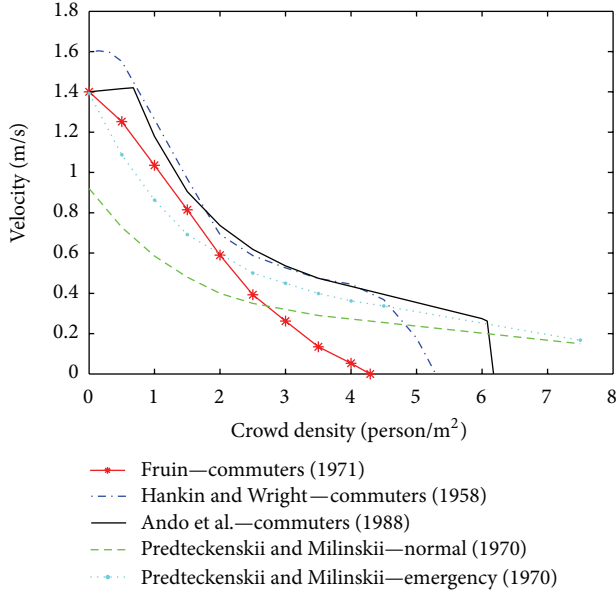 1.8
1.6
1.4
1.2
1
0.8
0.6
0.4
0.2
0
Velocity (m/s)
0 1 2 3 4 5 6 7 8
Crowd density (person/m²)
Fruin—commuters (1971)
Hankin and Wright—commuters (1958)
Ando et al.—commuters (1988)
Predteckenskii and Milinskii—normal (1970)
Predteckenskii and Milinskii—emergency (1970)